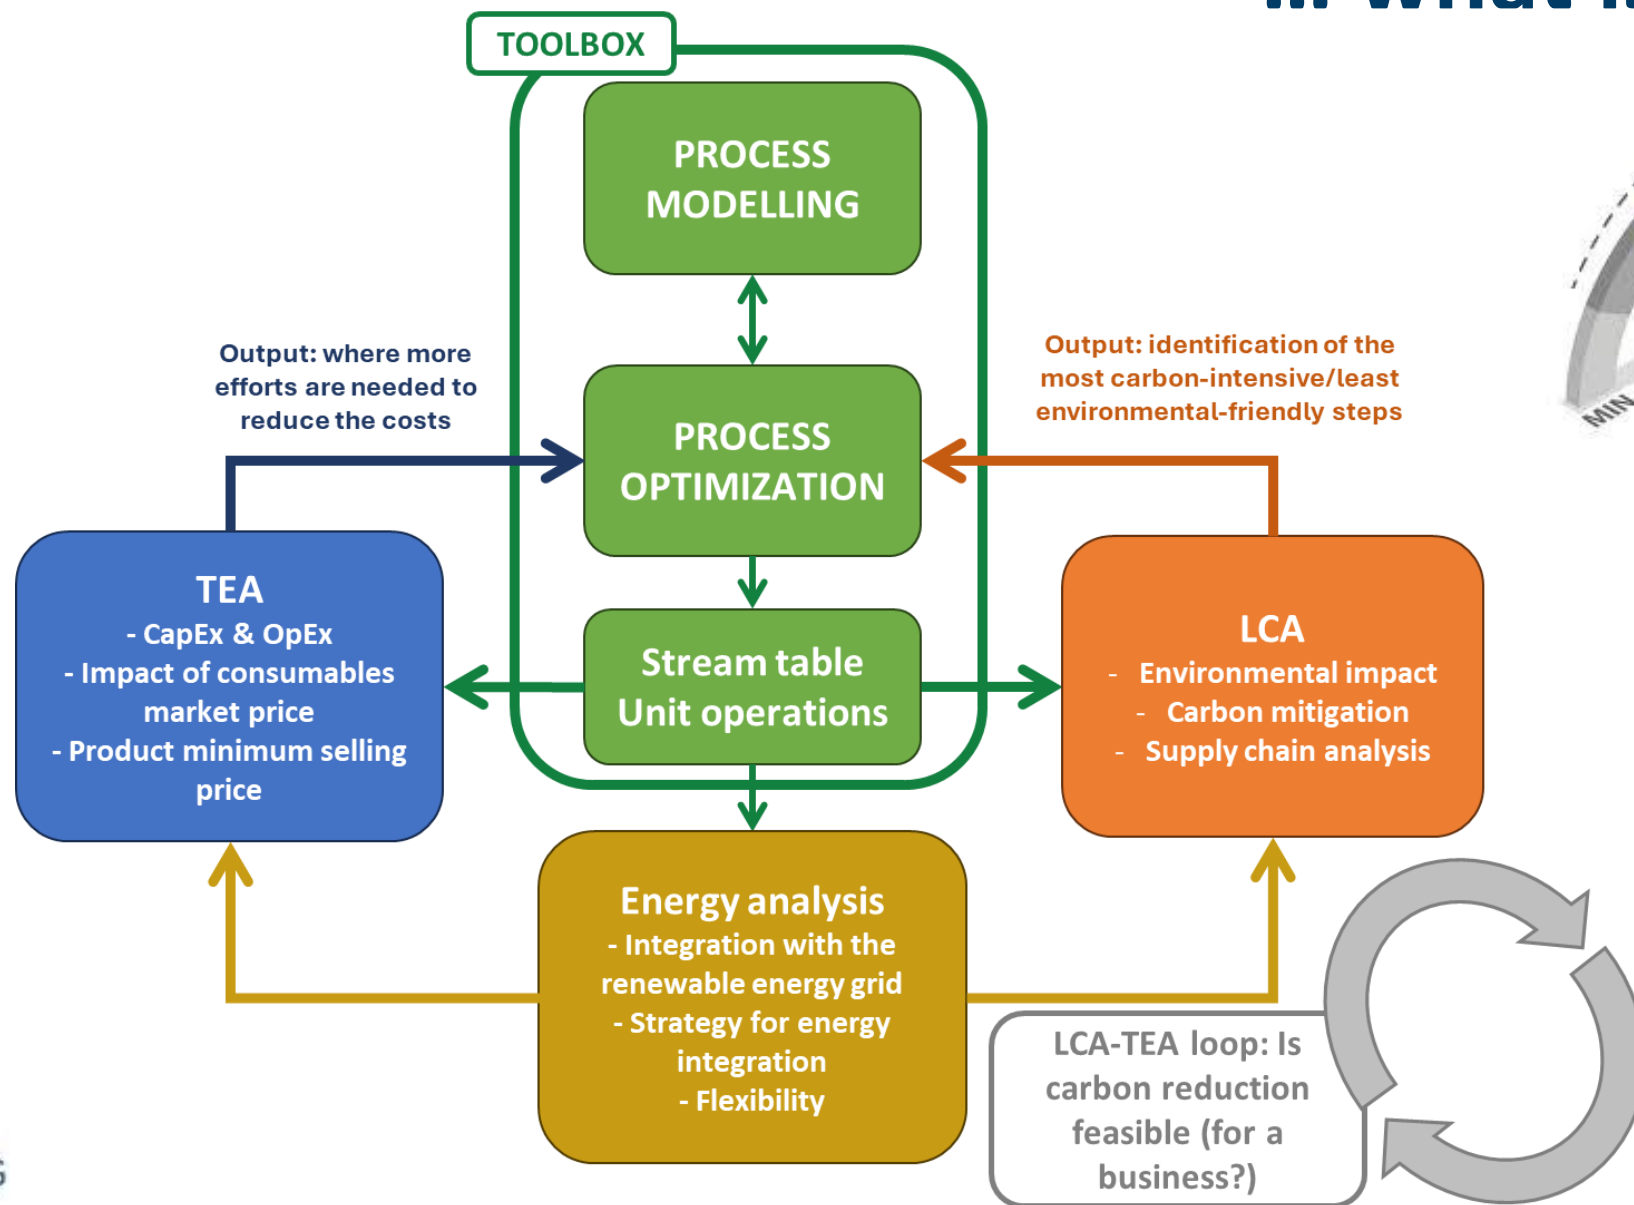 ... what i
TOOLBOX
PROCESS
MODELLING
Output: where more
efforts are needed to
reduce the costs
Output: identification of the
most carbon-intensive/least
environmental-friendly steps
MIN
PROCESS
OPTIMIZATION
TEA
- CapEx & OpEx
- Impact of consumables
market price
- Product minimum selling
price
Stream table
Unit operations
LCA
- Environmental impact
- Carbon mitigation
- Supply chain analysis
Energy analysis
- Integration with the
renewable energy grid
- Strategy for energy
integration
- Flexibility
LCA-TEA loop: Is
carbon reduction
feasible (for a
business?)